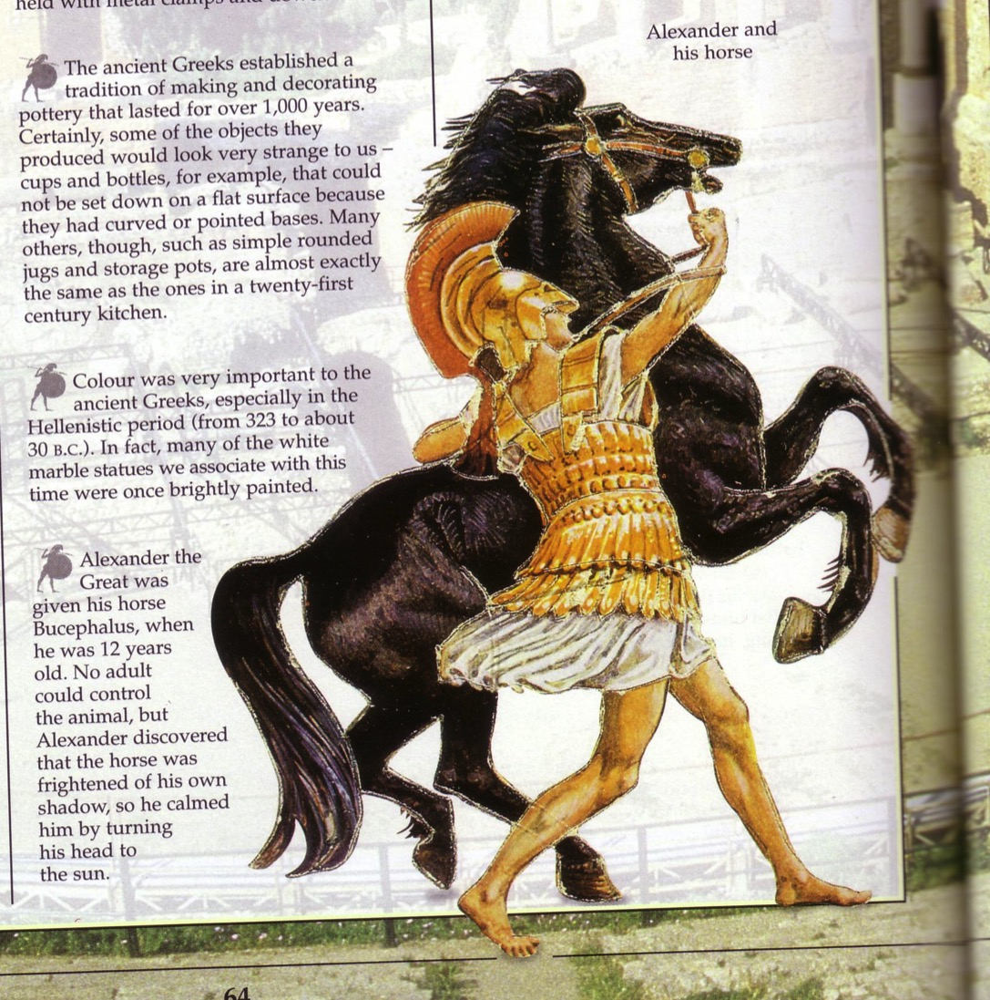 held with metal clamps and
The ancient Greeks established a
tradition of making and decorating
pottery that lasted for over 1,000 years.
Certainly, some of the objects they
produced would look very strange to us –
cups and bottles, for example, that could
not be set down on a flat surface because
they had curved or pointed bases. Many
others, though, such as simple rounded
jugs and storage pots, are almost exactly
the same as the ones in a twenty-first
century kitchen.
Colour was very important to the
ancient Greeks, especially in the
Hellenistic period (from 323 to about
30 B.C.). In fact, many of the white
marble statues we associate with this
time were once brightly painted.
Alexander the
Great was
given his horse
Bucephalus, when
he was 12 years
old. No adult
could control
the animal, but
Alexander discovered
that the horse was
frightened of his own
shadow, so he calmed
him by turning
his head to
the sun.
Alexander and
his horse
64